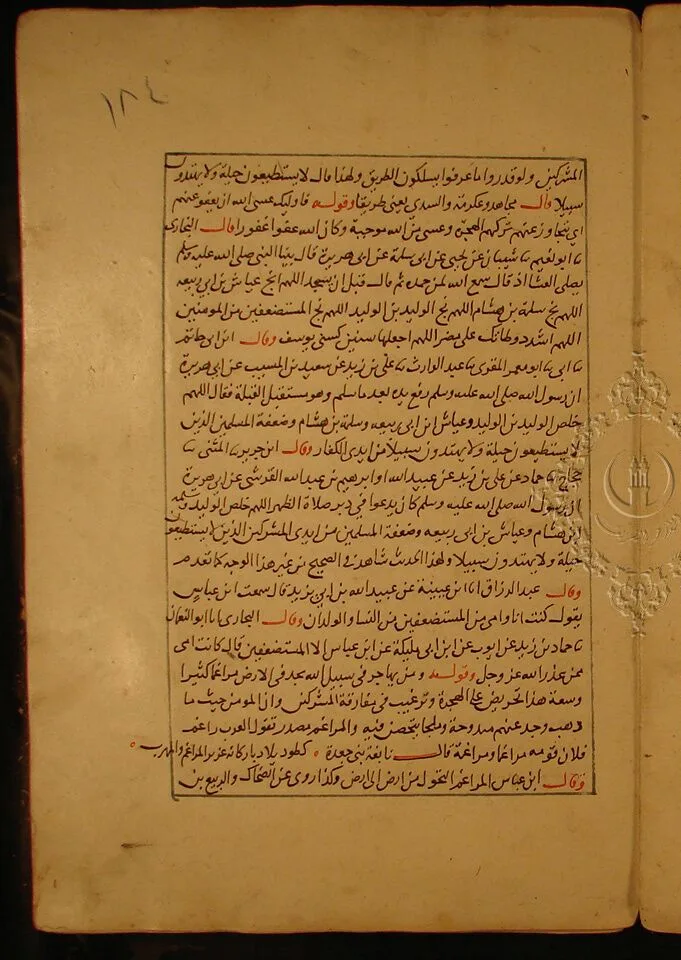 ١٨٤
المشركين ولو قدروا ما عرفوا يسلكون الطريق ولهذا قال لا يستطيعون حيلة ولا يهتدون
سبيلا قال مجاهد وعكرمة والسدي يعني طريقا وقوله فاوليك عسى الله ان يعفو عنهم
اي يتجاوز عنهم بتركهم الهجرة وعسى من الله موجبة وكان الله عفوا غفورا قال البخاري
ثنا ابو نعيم ثنا شيبان عن يحيى عن ابي سلمة عن ابي هريرة قال بينا النبي صلى الله عليه وسلم
يصلي العشا اذ قال سمع الله لمن حمده ثم قال قبل ان يسجد اللهم انج عياش بن ابي ربيعه
اللهم نج سلمة بن هشام اللهم نج الوليد بن الوليد اللهم نج المستضعفين من المومنين
اللهم اشدد وطاتك على مضر اللهم اجعلها سنين كسني يوسف وقال ابن ابي حاتم
ثنا ابي ثنا ابو معمر المقري ثنا عبد الوارث ثنا علي بن زيد عن سعيد بن المسيب عن ابي هريرة
ان رسول الله صلى الله عليه وسلم رفع يده بعد ما سلم وهو مستقبل القبلة فقال اللهم
خلص الوليد بن الوليد وعياش بن ابي ربيعه وسلمة بن هشام وضعفة المسلمين الذين
لا يستطيعون حيلة ولا يهتدون سبيلا من ايدي الكفار وقال ابن جرير ثنا المثنى ثنا
حجاج ثنا حماد عن علي بن زيد عن عبيد الله او ابرهيم بن عبد الله القرشي عن ابي هريرة
ان رسول الله صلى الله عليه وسلم كان يدعوا في دبر صلاة الظهر اللهم خلص الوليد وسلمه
ابن هشام وعياش بن ابي ربيعه وضعفة المسلمين من ايدي المشركين الذين لا يستطيعون
حيلة ولا يهتدون سبيلا ولهذا الحديث شاهد في الصحيح من غير هذا الوجه كما تقدم
وقال عبد الرزاق انا ابن عيينة عن عبيد الله بن ابي يزيد قال سمعت ابن عباس
يقول كنت انا وامي من المستضعفين من النسا والولدان وقال البخاري انا ابو النعمان
ثنا حماد بن زيد عن ايوب عن ابن ابي مليكة عن ابن عباس الا المستضعفين قال كانت امي
ممن عذر الله عز وجل وقوله ومن يهاجر في سبيل الله يجد في الارض مراغما كثيرا
وسعة هذا تحريض على الهجرة وترغيب في مفارقة المشركين وان المومن حيث ما
ذهب وجد عنهم مندوحة وملجا يتحصن فيه والمراغم مصدر تقول العرب راغم
فلان قومه مراغما ومراغمة قال نابغة بني جعدة كطود يلاد باركانه عزيز المراغم والمهرب
وقال ابن عباس المراغم التحول من ارض الى ارض وكذا روي عن الضحاك والربيع بن